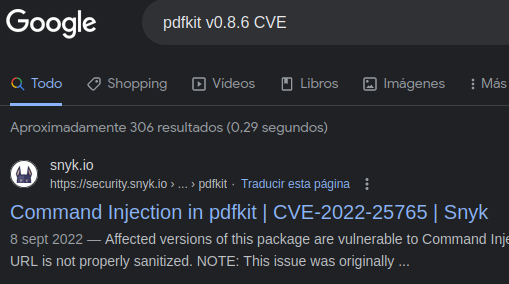 Google
pdfkit v0.8.6 CVE
Todo Shopping Vídeos Libros Imágenes Más
Aproximadamente 306 resultados (0,29 segundos)
snyk.io
https://security.snyk.io › ... › pdfkit · Traducir esta página
Command Injection in pdfkit | CVE-2022-25765 | Snyk
8 sept 2022 — Affected versions of this package are vulnerable to Command Inje
URL is not properly sanitized. NOTE: This issue was originally ...